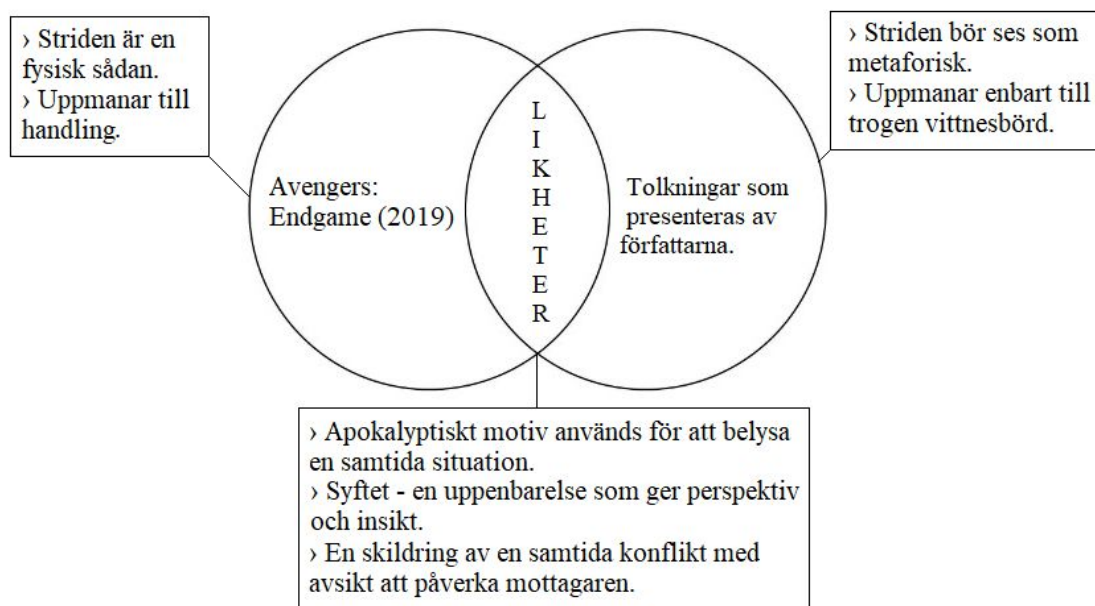 › Striden är en
fysisk sådan.
› Uppmanar till
handling.
› Striden bör ses som
metaforisk.
› Uppmanar enbart till
trogen vittnesbörd.
Avengers:
Endgame (2019)
L
I
K
H
E
T
E
R
Tolkningar som
presenteras av
författarna.
› Apokalyptiskt motiv används för att belysa
en samtida situation.
› Syftet - en uppenbarelse som ger perspektiv
och insikt.
› En skildring av en samtida konflikt med
avsikt att påverka mottagaren.